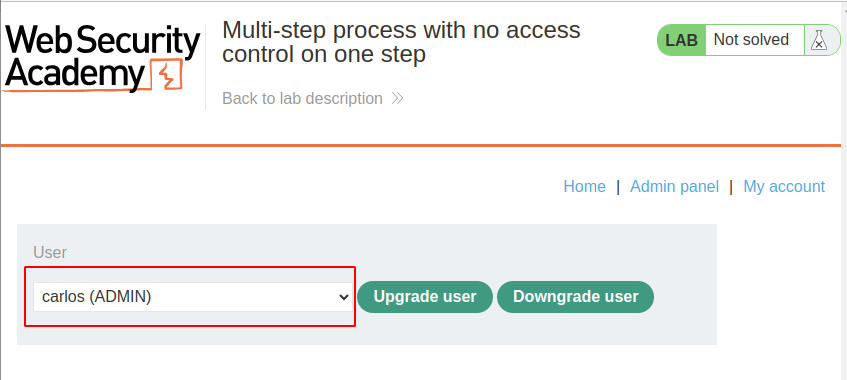 Web Security
Academy
Multi-step process with no access
control on one step
Back to lab description
LAB Not solved
Home | Admin panel | My account
User
carlos (ADMIN)
Upgrade user
Downgrade user